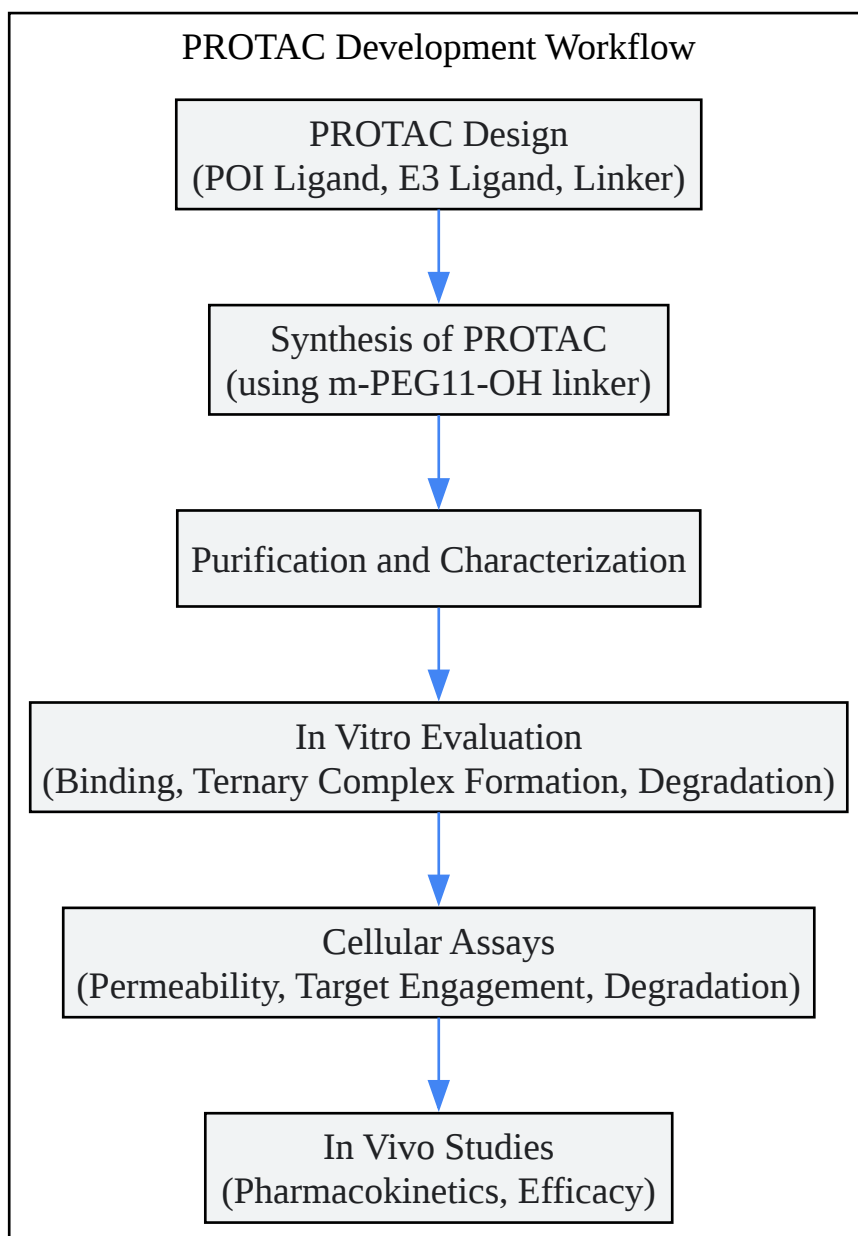 PROTAC Development Workflow
PROTAC Design
(POI Ligand, E3 Ligand, Linker)
Synthesis of PROTAC
(using m-PEG11-OH linker)
Purification and Characterization
In Vitro Evaluation
(Binding, Ternary Complex Formation, Degradation)
Cellular Assays
(Permeability, Target Engagement, Degradation)
In Vivo Studies
(Pharmacokinetics, Efficacy)